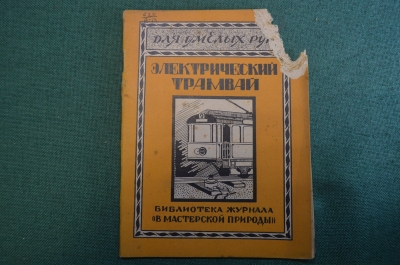 ДЛЯ УМЕЛЫХ РУ
ЭЛЕКТРИЧЕСКИЙ
ТРАМВАЙ
БИБЛИОТЕКА ЖУРНАЛА
"В МАСТЕРСКОЙ ПРИРОДЫ"